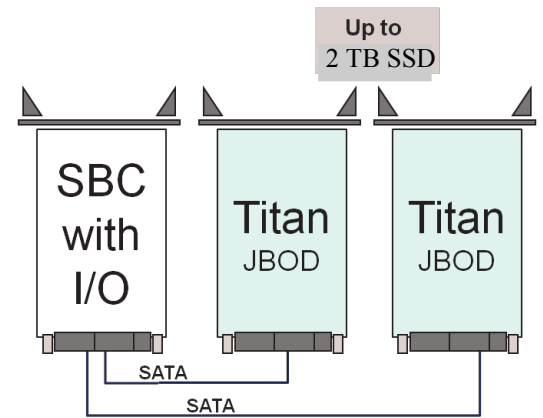 Up to
2 TB SSD
SBC
with
I/O
Titan
JBOD
Titan
JBOD
SATA
SATA